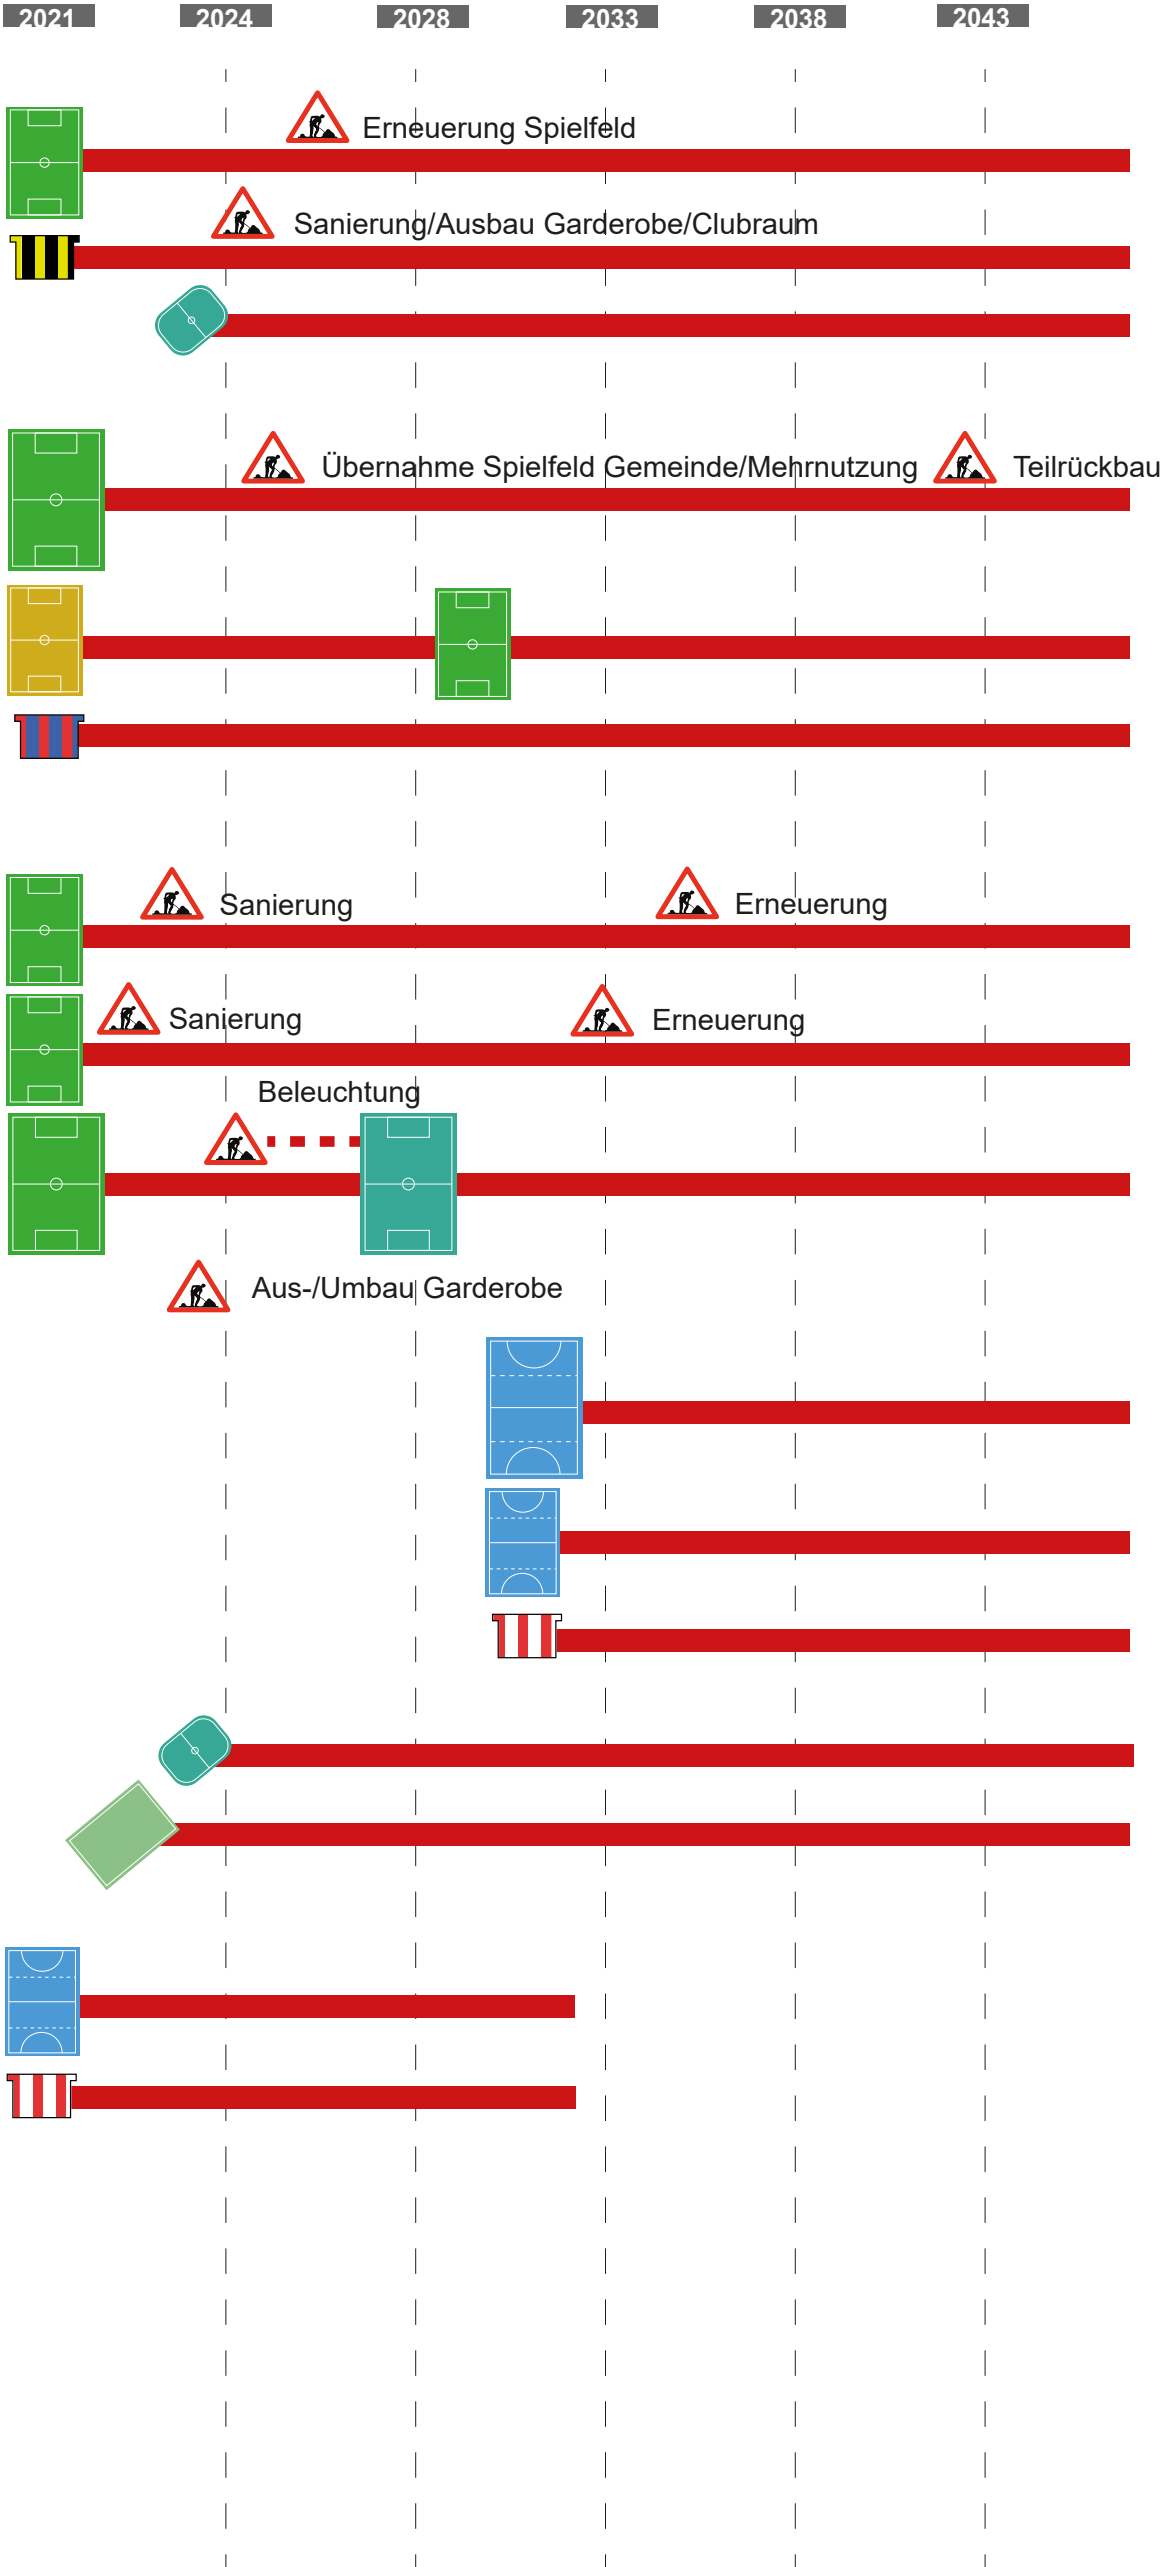 2021 2024 2028 2033 2038 2043
Erneuerung Spielfeld
Sanierung/Ausbau Garderobe/Clubraum
Übernahme Spielfeld Gemeinde/Mehrnutzung Teilrückbau
Sanierung Erneuerung
Sanierung Erneuerung
Beleuchtung
Aus-/Umbau Garderobe